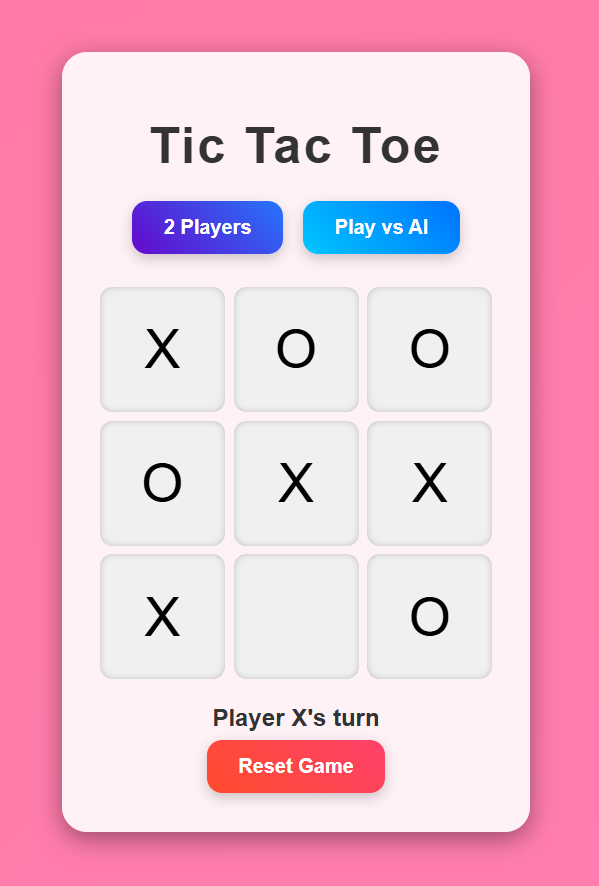 Tic Tac Toe
2 Players Play vs AI
X O O
O X X
X O
Player X's turn
Reset Game